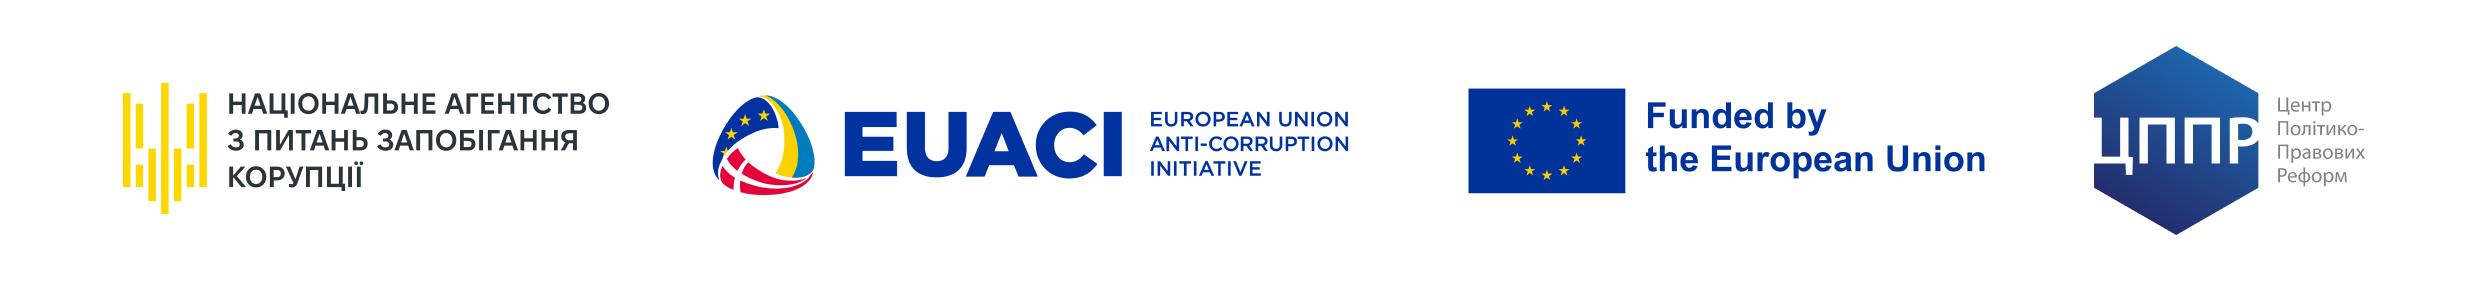 НАЦІОНАЛЬНЕ АГЕНТСТВО
З ПИТАНЬ ЗАПОБІГАННЯ
КОРУПЦІЇ
EUACI
EUROPEAN UNION
ANTI-CORRUPTION
INITIATIVE
Funded by
the European Union
ЦППР
Центр
Політико-
Правових
Реформ